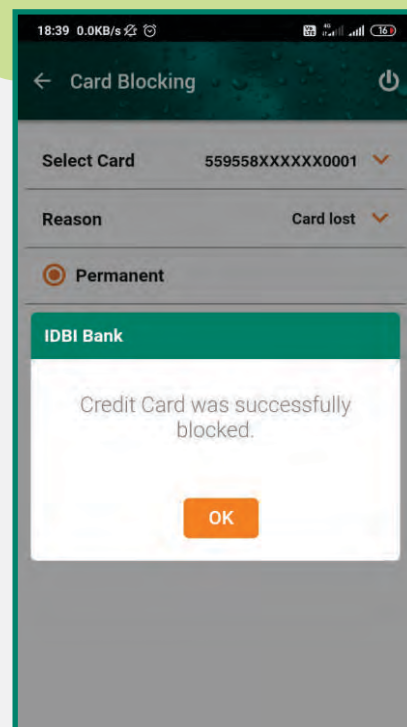 18:39 0.0KB/s
4G 16
Card Blocking
Select Card 559558XXXXXX0001
Reason Card lost
Permanent
IDBI Bank
Credit Card was successfully
blocked.
OK